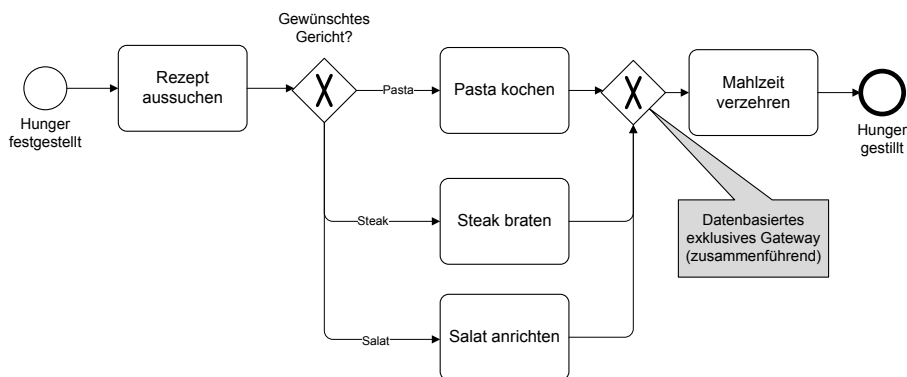 Gewünschtes
Gericht?
Hunger
festgestellt
Rezept
aussuchen
Pasta
Pasta kochen
Mahlzeit
verzehren
Hunger
gestillt
Steak
Steak braten
Datenbasiertes
exklusives Gateway
(zusammenführend)
Salat
Salat anrichten